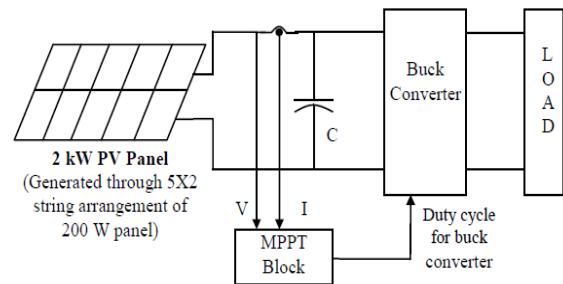 2 kW PV Panel
(Generated through 5X2
string arrangement of
200 W panel)
V
I
C
MPPT
Block
Buck
Converter
Duty cycle
for buck
converter
L
O
A
D